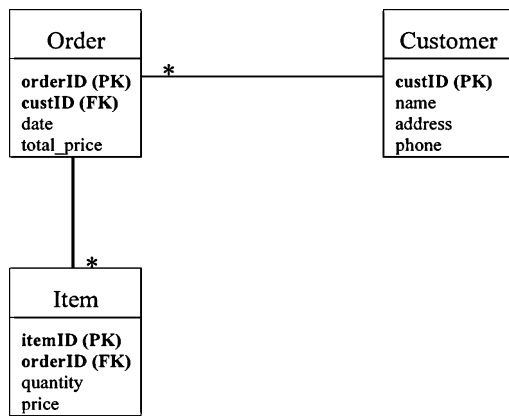 Order
orderID (PK)
custID (FK)
date
total_price
*
Customer
custID (PK)
name
address
phone
*
Item
itemID (PK)
orderID (FK)
quantity
price